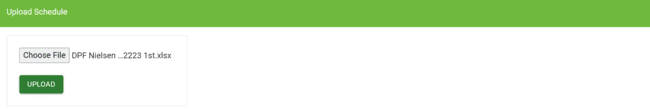 Upload Schedule
Choose File DPF Nielsen ...2223 1st.xlsx
UPLOAD